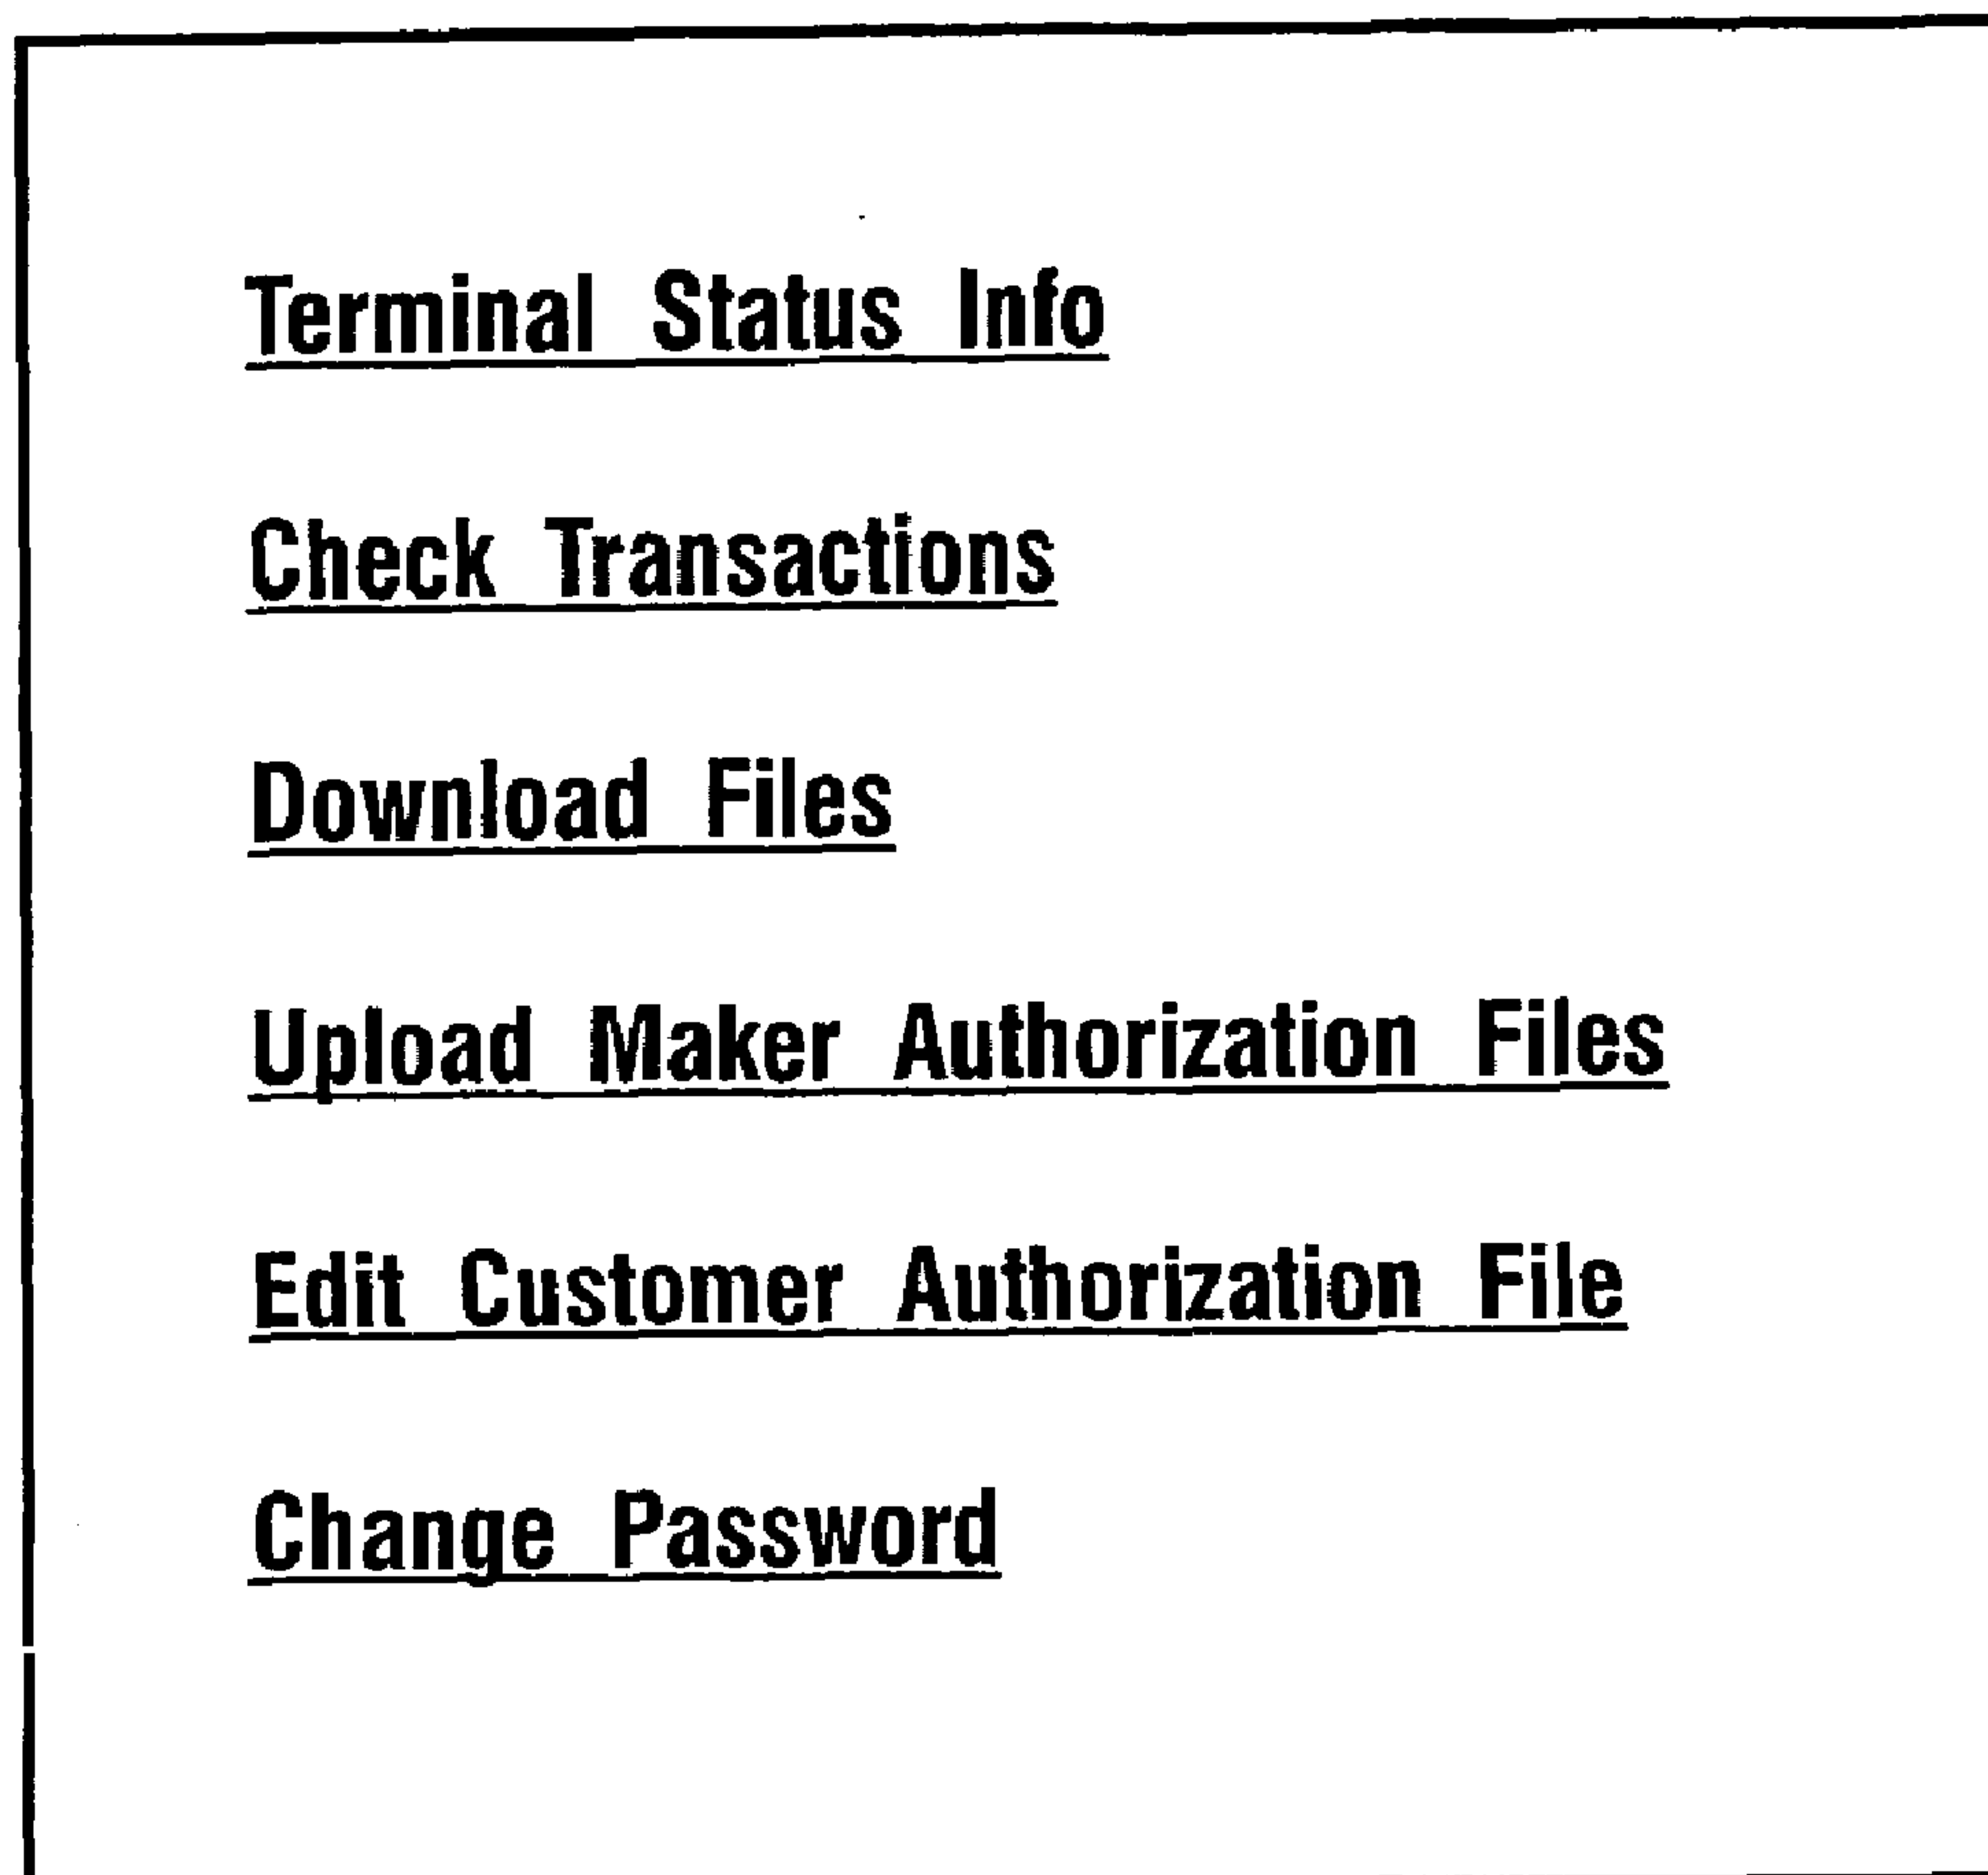 Terminal Status Info
Check Transactions
Download Files
Upload Maker Authorization Files
Edit Customer Authorization File
Change Password